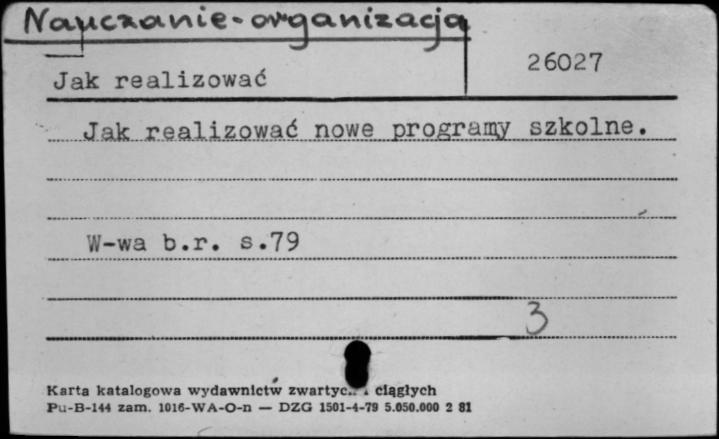 Nauczanie-organizacja
26027
Jak realizować
Jak realizować nowe programy szkolne.
W-wa b.r. s.79
3
Karta katalogowa wydawnictw ciągłych
Pu-B-144 zam. 1016-WA-O-n — DZG 1501-4-79 5.050.000 2 81